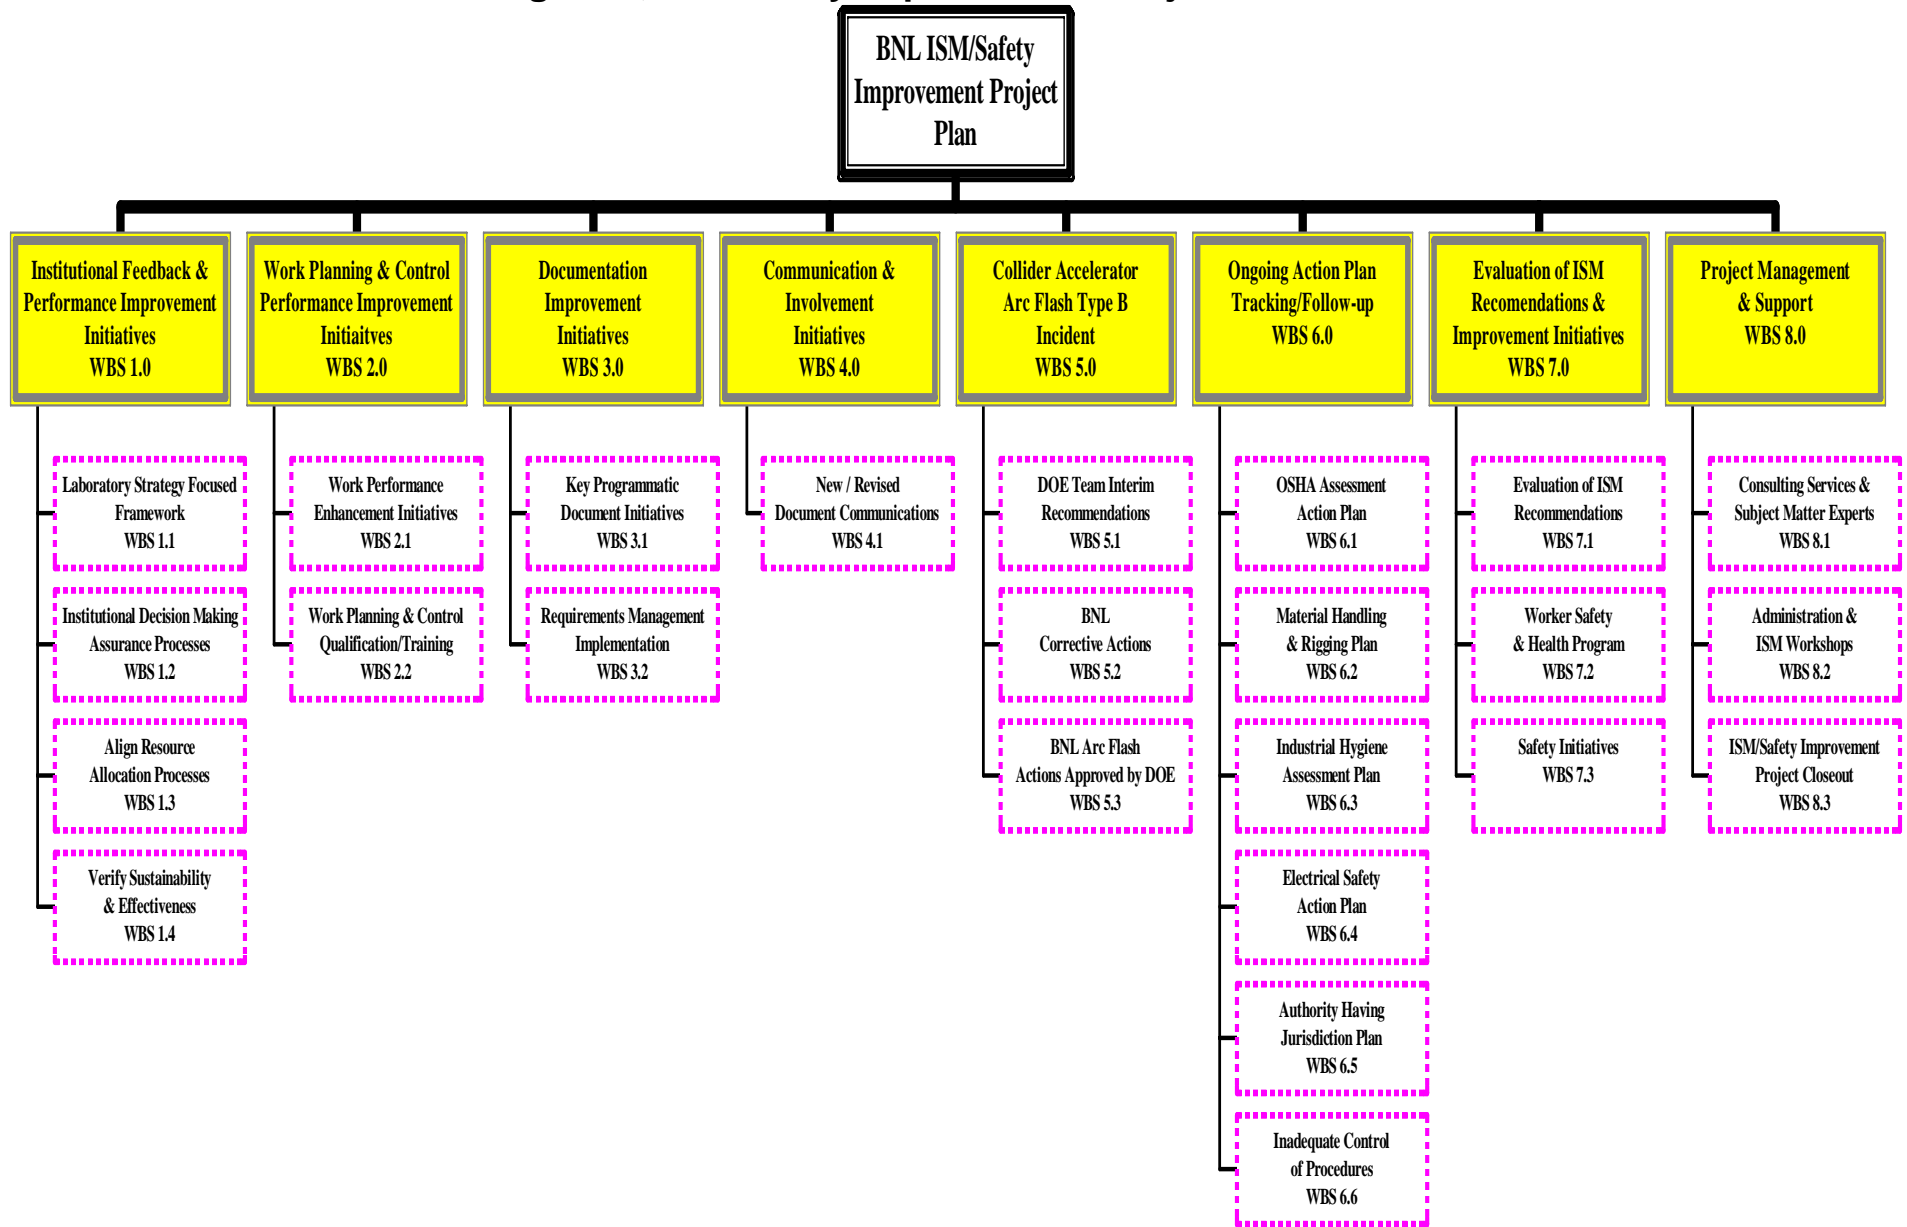 BNL ISM/Safety
Improvement Project
Plan
Institutional Feedback &
Performance Improvement
Initiatives
WBS 1.0
Work Planning & Control
Performance Improvement
Initiaitves
WBS 2.0
Documentation
Improvement
Initiatives
WBS 3.0
Communication &
Involvement
Initiatives
WBS 4.0
Collider Accelerator
Arc Flash Type B
Incident
WBS 5.0
Ongoing Action Plan
Tracking/Follow-up
WBS 6.0
Evaluation of ISM
Recomendations &
Improvement Initiatives
WBS 7.0
Project Management
& Support
WBS 8.0
Laboratory Strategy Focused
Framework
WBS 1.1
Institutional Decision Making
Assurance Processes
WBS 1.2
Align Resource
Allocation Processes
WBS 1.3
Verify Sustainability
& Effectiveness
WBS 1.4
Work Performance
Enhancement Initiatives
WBS 2.1
Work Planning & Control
Qualification/Training
WBS 2.2
Key Programmatic
Document Initiatives
WBS 3.1
Requirements Management
Implementation
WBS 3.2
New / Revised
Document Communications
WBS 4.1
DOE Team Interim
Recommendations
WBS 5.1
BNL
Corrective Actions
WBS 5.2
BNL Arc Flash
Actions Approved by DOE
WBS 5.3
OSHA Assessment
Action Plan
WBS 6.1
Material Handling
& Rigging Plan
WBS 6.2
Industrial Hygiene
Assessment Plan
WBS 6.3
Electrical Safety
Action Plan
WBS 6.4
Authority Having
Jurisdiction Plan
WBS 6.5
Inadequate Control
of Procedures
WBS 6.6
Evaluation of ISM
Recommendations
WBS 7.1
Worker Safety
& Health Program
WBS 7.2
Safety Initiatives
WBS 7.3
Consulting Services &
Subject Matter Experts
WBS 8.1
Administration &
ISM Workshops
WBS 8.2
ISM/Safety Improvement
Project Closeout
WBS 8.3